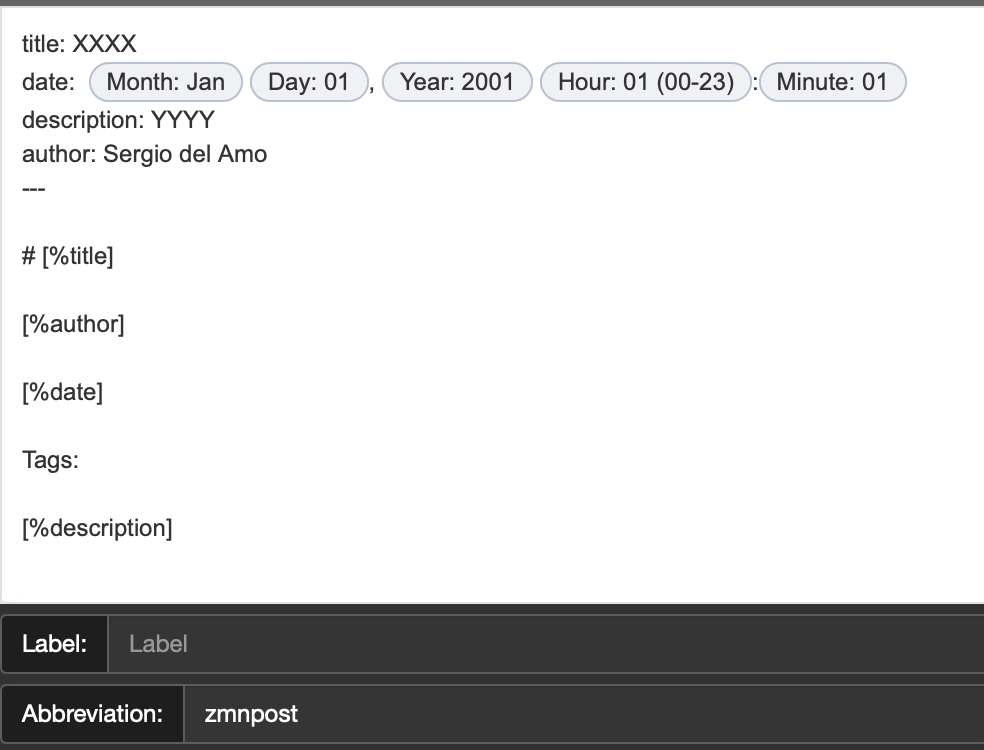 title: XXXX
date: Month: Jan Day: 01, Year: 2001 Hour: 01 (00-23):Minute: 01
description: YYYY
author: Sergio del Amo
---
# [%title]
[%author]
[%date]
Tags:
[%description]
Label: Label
Abbreviation: zmnpost